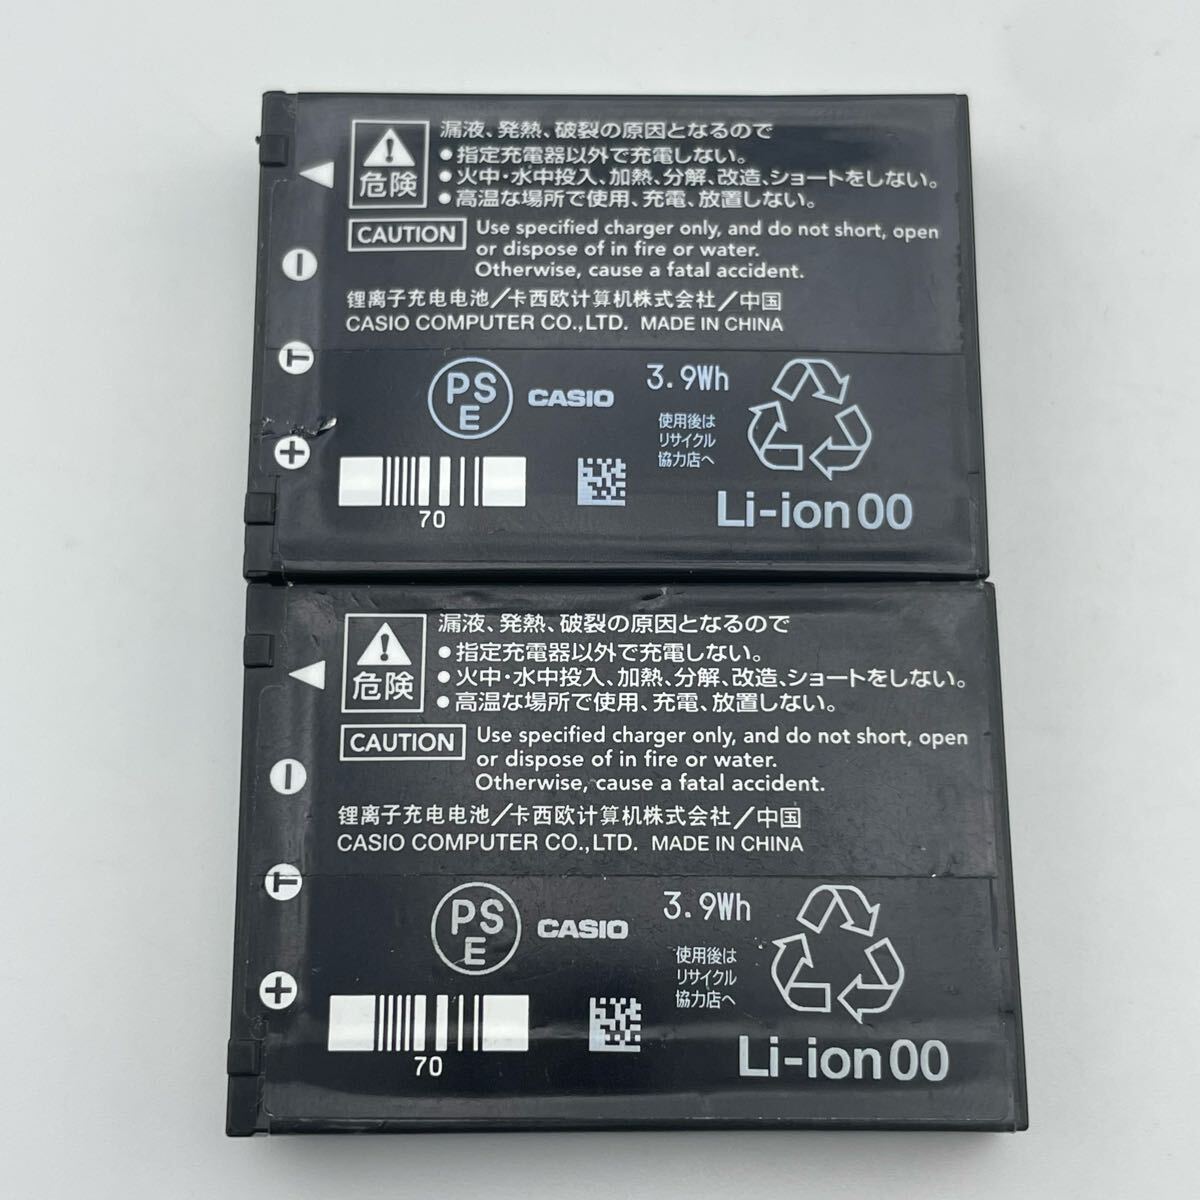 漏液、発熱、破裂の原因となるので
●指定充電器以外で充電しない。
●火中・水中投入、加熱、分解、改造、ショートをしない。
●高温な場所で使用、充電、放置しない。
危険
CAUTION
Use specified charger only, and do not short, open
or dispose of in fire or water.
Otherwise, cause a fatal accident.
锂离子充电电池／卡西欧计算机株式会社／中国
CASIO COMPUTER CO.,LTD. MADE IN CHINA
−
T
+
PS
E
CASIO
3.9Wh
使用後は
リサイクル
協力店へ
70
Li-ion 00
漏液、発熱、破裂の原因となるので
●指定充電器以外で充電しない。
●火中・水中投入、加熱、分解、改造、ショートをしない。
●高温な場所で使用、充電、放置しない。
危険
CAUTION
Use specified charger only, and do not short, open
or dispose of in fire or water.
Otherwise, cause a fatal accident.
锂离子充电电池／卡西欧计算机株式会社／中国
CASIO COMPUTER CO.,LTD. MADE IN CHINA
−
T
+
PS
E
CASIO
3.9Wh
使用後は
リサイクル
協力店へ
70
Li-ion 00